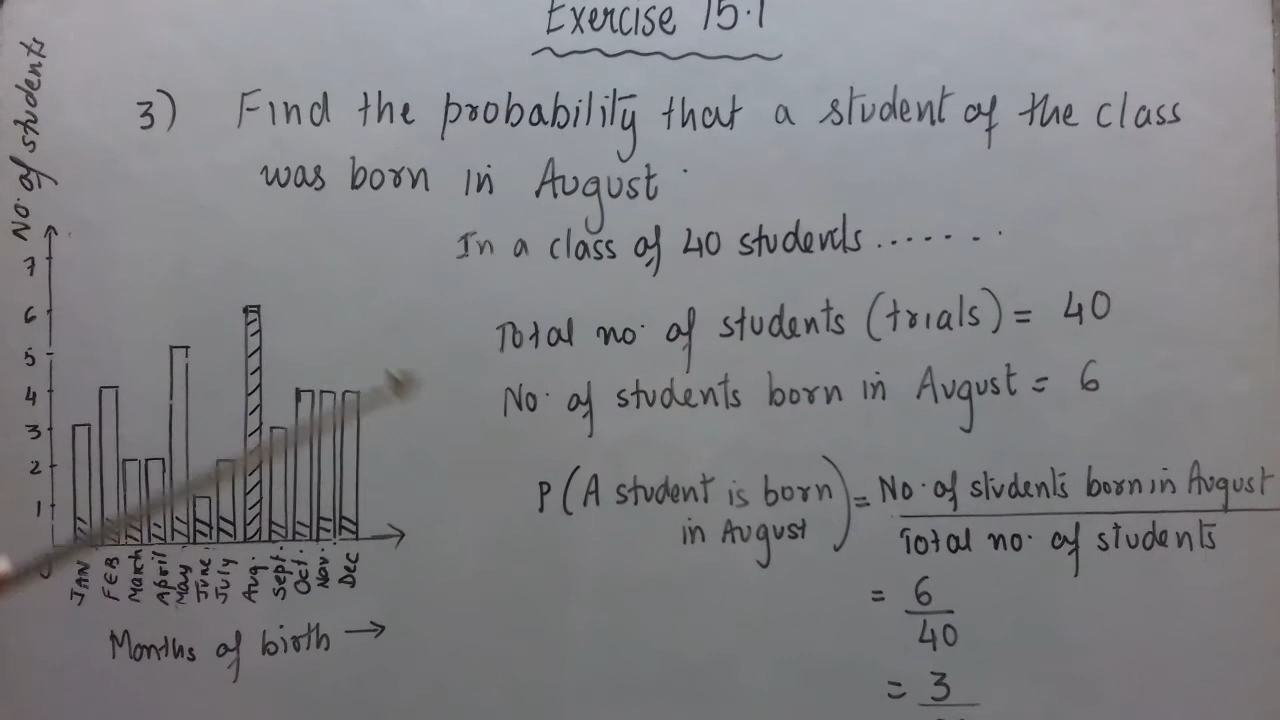 Exercise 15.1
3) Find the probability that a student of the class
was born in August.
In a class of 40 students.......
Total no. of students (trials) = 40
No. of students born in August = 6
P(A student is born in August) = No. of students born in August
Total no. of students
= 6
40
= 3
No. of students
7
6
5
4
3
2
1
JAN FEB March April May June July Aug. Sept. Oct. Nov. Dec
Months of birth →